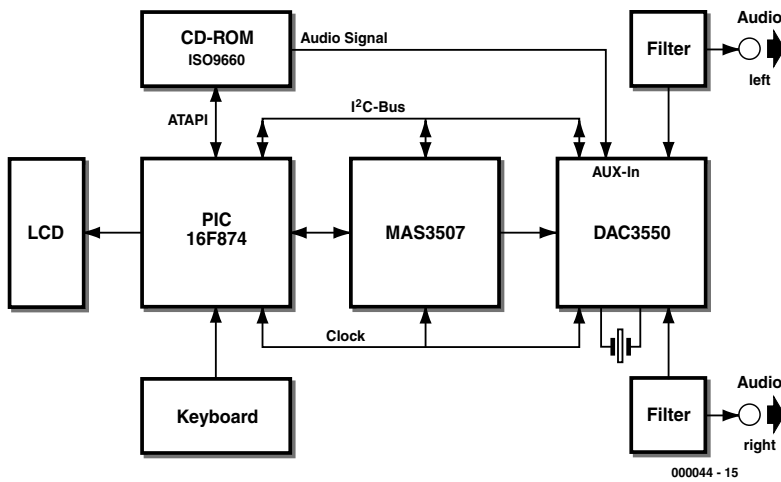 CD-ROM
ISO9660
Audio Signal
Filter
Audio
left
ATAPI
I²C-Bus
LCD
PIC
16F874
MAS3507
AUX-In
DAC3550
Clock
Keyboard
Filter
Audio
right
000044 - 15